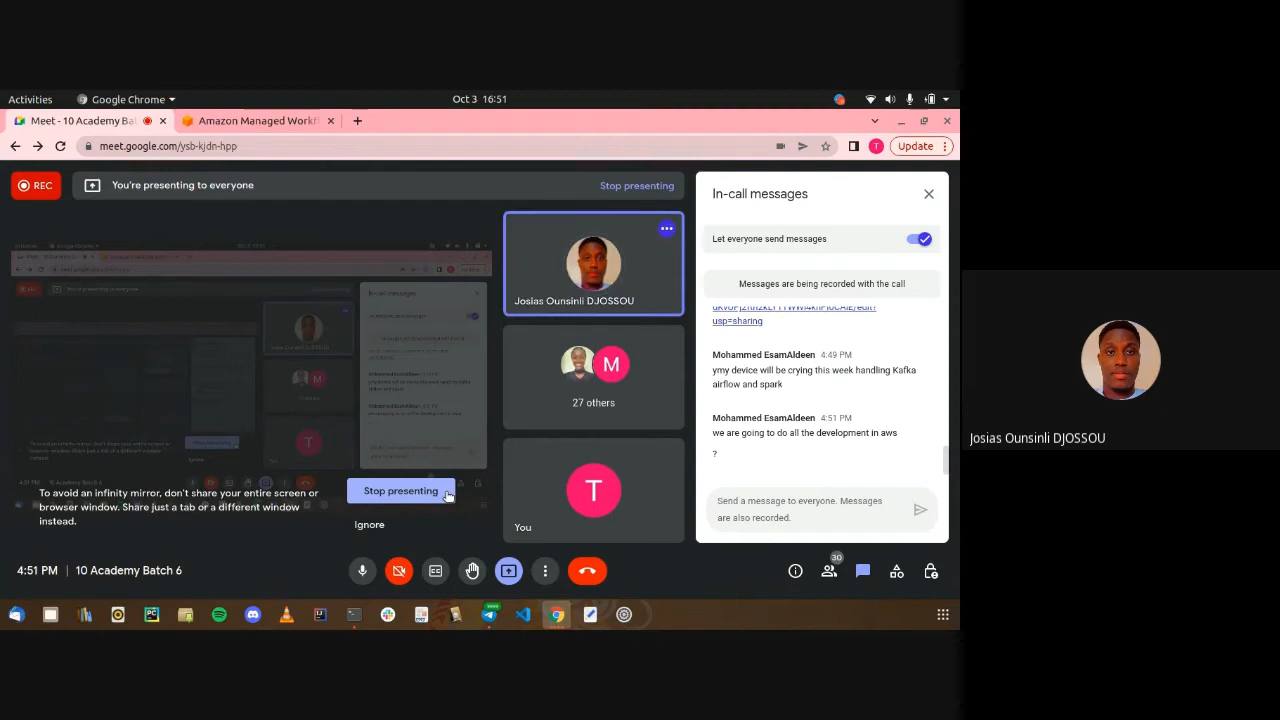 Activities
Google Chrome
Oct 3 16:51
Meet - 10 Academy Bat
Amazon Managed Workfl
meet.google.com/ysb-kjdn-hpp
T
Update
REC
You're presenting to everyone
Stop presenting
In-call messages
Let everyone send messages
Messages are being recorded with the call
usp=sharing
Mohammed EsamAldeen 4:49 PM
ymy device will be crying this week handling Kafka
airflow and spark
Mohammed EsamAldeen 4:51 PM
we are going to do all the development in aws
?
Send a message to everyone. Messages
are also recorded.
Josias Ounsinli DJOSSOU
M
27 others
T
You
To avoid an infinity mirror, don't share your entire screen or
browser window. Share just a tab or a different window
instead.
Stop presenting
Ignore
4:51 PM | 10 Academy Batch 6
30
Josias Ounsinli DJOSSOU